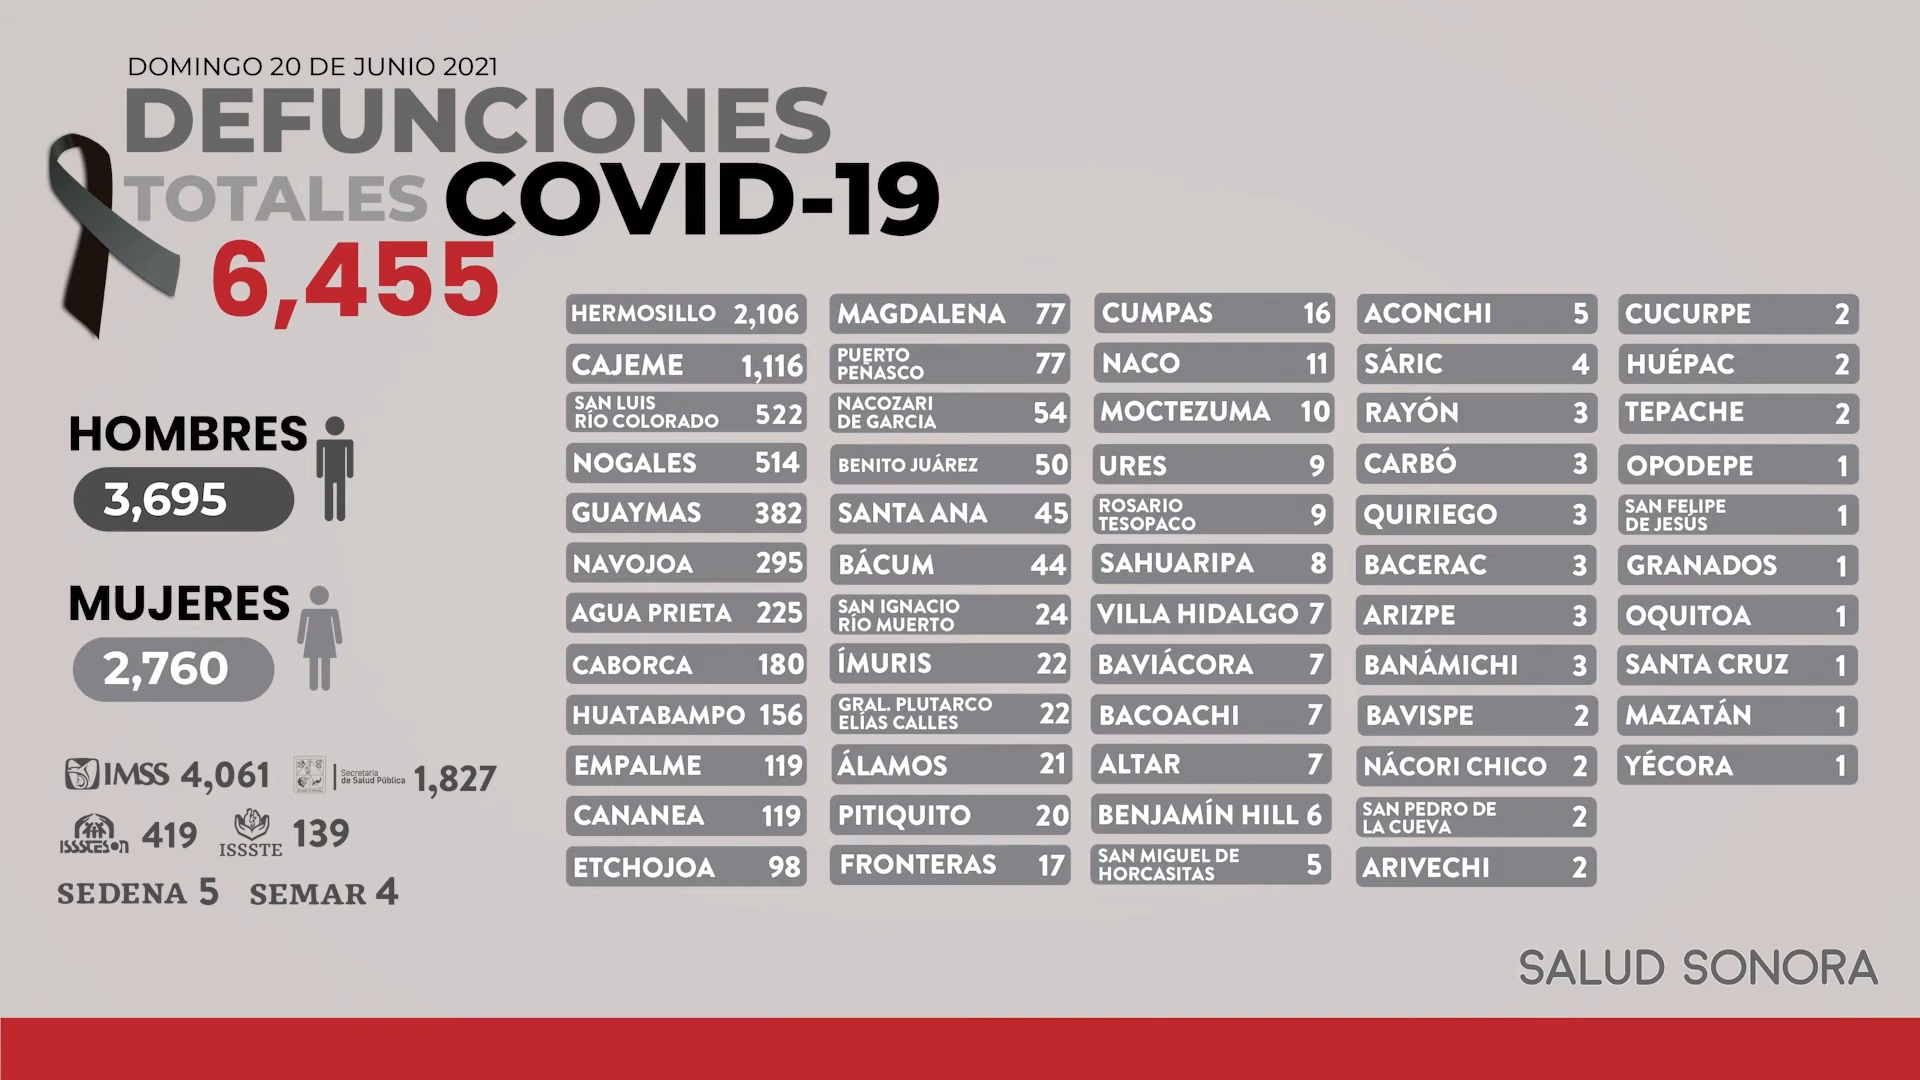 DOMINGO 20 DE JUNIO 2021
DEFUNCIONES
TOTALES COVID-19
6,455
HOMBRES
3,695
MUJERES
2,760
IMSS 4,061
Secretaría
de Salud Pública 1,827
ISSSTESON 419
ISSSTE 139
SEDENA 5
SEMAR 4
HERMOSILLO 2,106
CAJEME 1,116
SAN LUIS
RÍO COLORADO 522
NOGALES 514
GUAYMAS 382
NAVOJOA 295
AGUA PRIETA 225
CABORCA 180
HUATABAMPO 156
EMPALME 119
CANANEA 119
ETCHOJOA 98
MAGDALENA 77
PUERTO
PEÑASCO 77
NACOZARI
DE GARCIA 54
BENITO JUÁREZ 50
SANTA ANA 45
BÁCUM 44
SAN IGNACIO
RÍO MUERTO 24
ÍMURIS 22
GRAL. PLUTARCO
ELÍAS CALLES 22
ÁLAMOS 21
PITIQUITO 20
FRONTERAS 17
CUMPAS 16
NACO 11
MOCTEZUMA 10
URES 9
ROSARIO
TESOPACO 9
SAHUARIPA 8
VILLA HIDALGO 7
BAVIÁCORA 7
BACOACHI 7
ALTAR 7
BENJAMÍN HILL 6
SAN MIGUEL DE
HORCASITAS 5
ACONCHI 5
SÁRIC 4
RAYÓN 3
CARBÓ 3
QUIRIEGO 3
BACERAC 3
ARIZPE 3
BANÁMICHI 3
BAVISPE 2
NÁCORI CHICO 2
SAN PEDRO DE
LA CUEVA 2
ARIVECHI 2
CUCURPE 2
HUÉPAC 2
TEPACHE 2
OPODEPE 1
SAN FELIPE
DE JESÚS 1
GRANADOS 1
OQUITOA 1
SANTA CRUZ 1
MAZATÁN 1
YÉCORA 1
SALUD SONORA